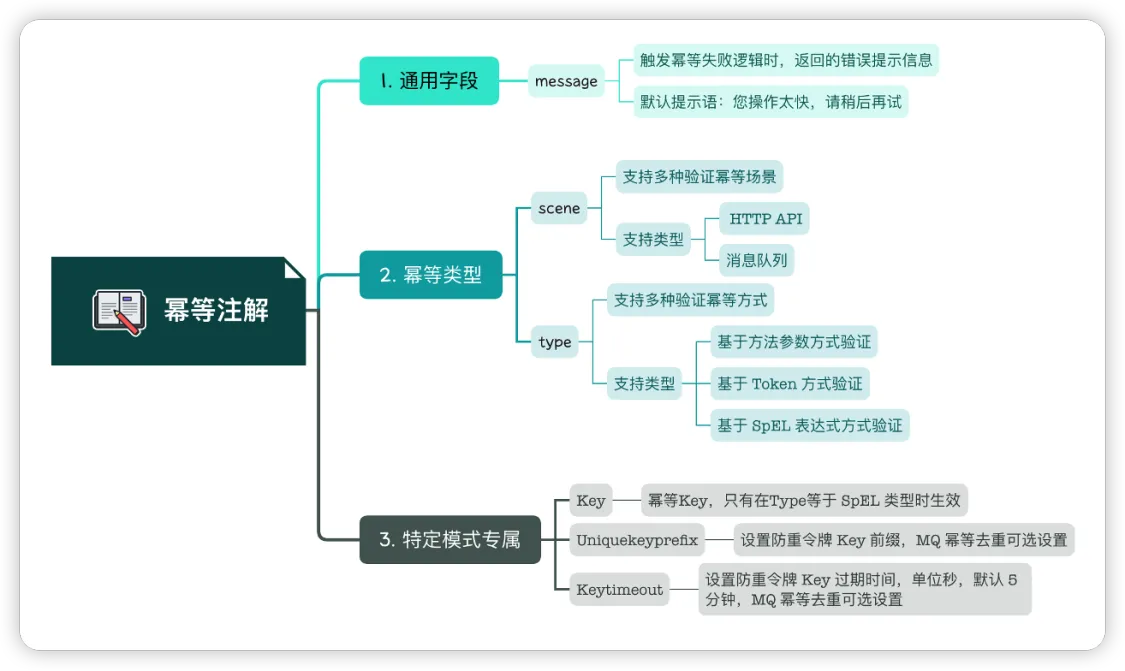 幂等注解
1. 通用字段
message
触发幂等失败逻辑时，返回的错误提示信息
默认提示语：您操作太快，请稍后再试
2. 幂等类型
scene
支持多种验证幂等场景
支持类型
HTTP API
消息队列
type
支持多种验证幂等方式
支持类型
基于方法参数方式验证
基于 Token 方式验证
基于 SpEL 表达式方式验证
3. 特定模式专属
Key
幂等Key，只有在Type等于 SpEL 类型时生效
Uniquekeyprefix
设置防重令牌 Key 前缀，MQ 幂等去重可选设置
Keytimeout
设置防重令牌 Key 过期时间，单位秒，默认 5
分钟，MQ 幂等去重可选设置